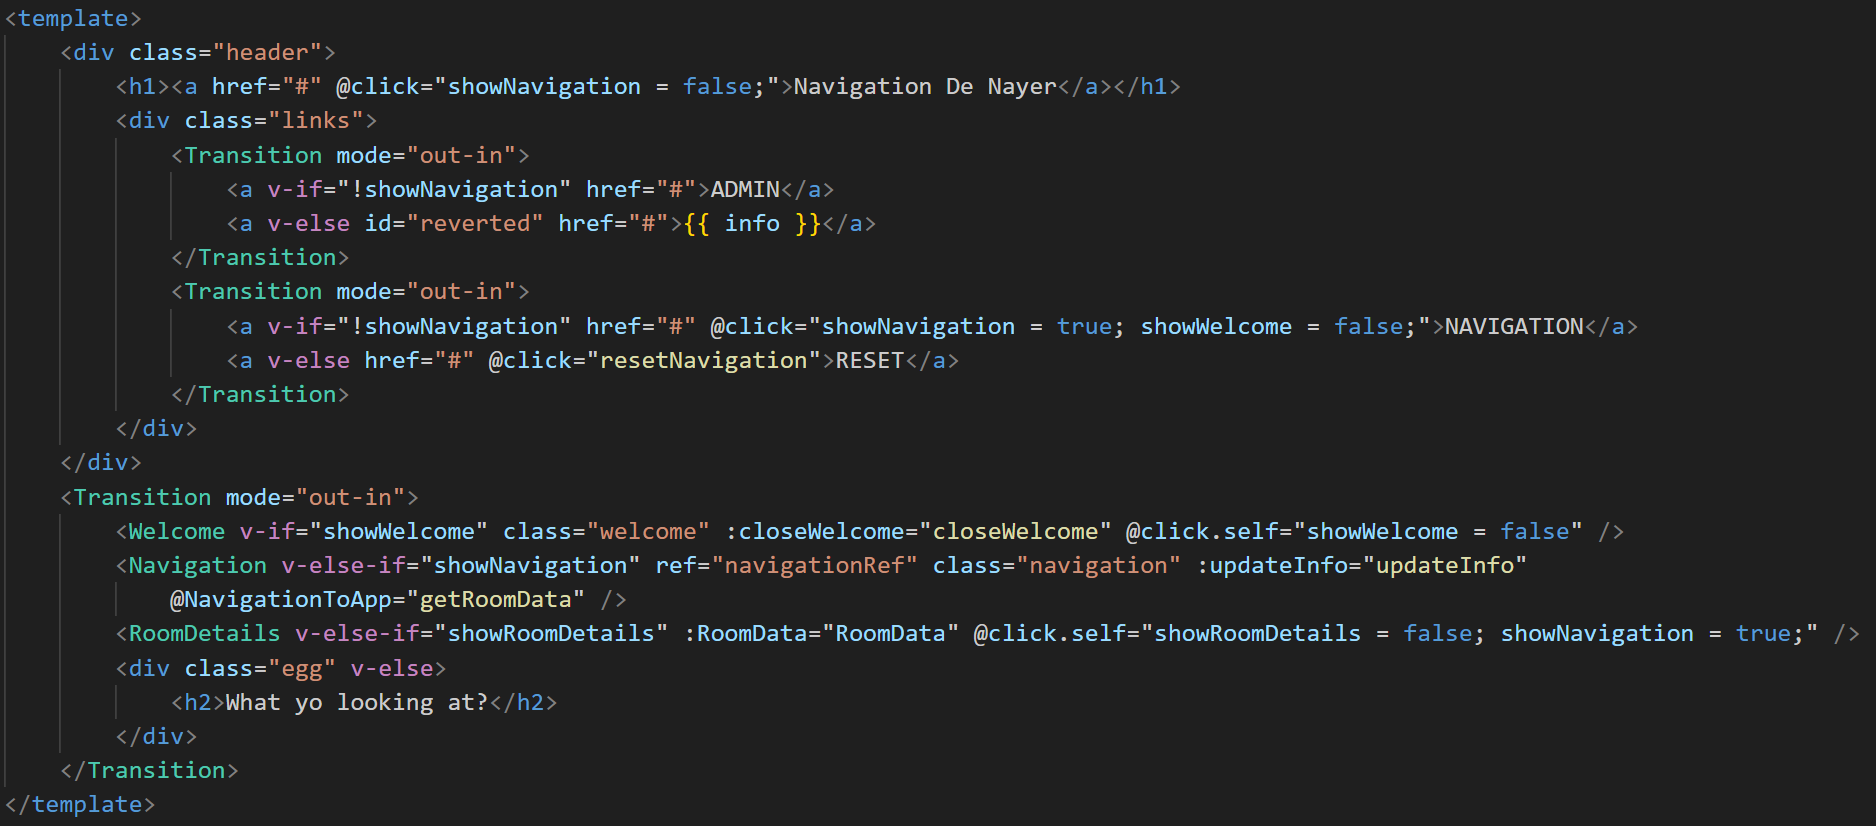 <template>
    <div class="header">
        <h1><a href="#" @click="showNavigation = false;">Navigation De Nayer</a></h1>
        <div class="links">
            <Transition mode="out-in">
                <a v-if="!showNavigation" href="#">ADMIN</a>
                <a v-else id="reverted" href="#">{{ info }}</a>
            </Transition>
            <Transition mode="out-in">
                <a v-if="!showNavigation" href="#" @click="showNavigation = true; showWelcome = false;">NAVIGATION</a>
                <a v-else href="#" @click="resetNavigation">RESET</a>
            </Transition>
        </div>
    </div>
    <Transition mode="out-in">
        <Welcome v-if="showWelcome" class="welcome" :closeWelcome="closeWelcome" @click.self="showWelcome = false" />
        <Navigation v-else-if="showNavigation" ref="navigationRef" class="navigation" :updateInfo="updateInfo"
            @NavigationToApp="getRoomData" />
        <RoomDetails v-else-if="showRoomDetails" :RoomData="RoomData" @click.self="showRoomDetails = false; showNavigation = true;" />
        <div class="egg" v-else>
            <h2>What yo looking at?</h2>
        </div>
    </Transition>
</template>